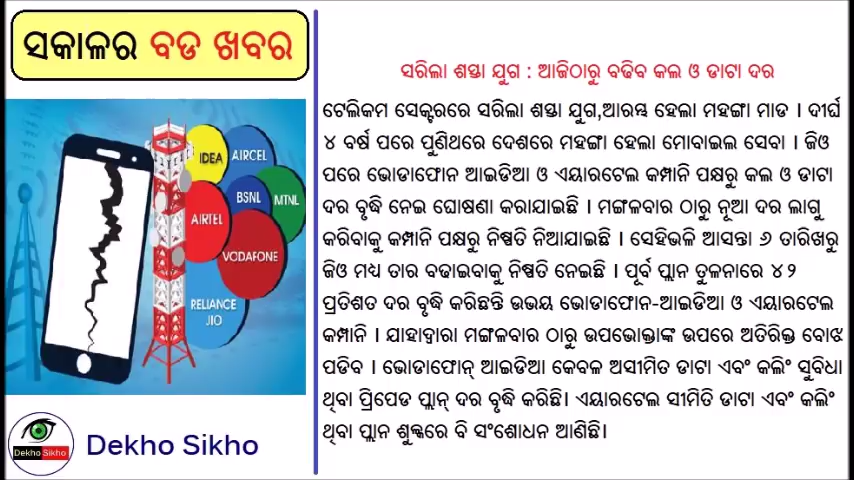 ସକାଳର ବଡ ଖବର
IDEA
AIRCEL
BSNL
MTNL
AIRTEL
VODAFONE
RELIANCE
JIO
Dekho Sikho
Dekho Sikho
ସରିଲା ଶସ୍ତା ଯୁଗ : ଆଜିଠାରୁ ବଢିବ କଲ ଓ ଡାଟା ଦର
ଟେଲିକମ ସେକ୍ଟରରେ ସରିଲା ଶସ୍ତା ଯୁଗ,ଆରମ୍ଭ ହେଲା ମହଙ୍ଗା ମାଡ । ଦୀର୍ଘ
୪ ବର୍ଷ ପରେ ପୁଣିଥରେ ଦେଶରେ ମହଙ୍ଗା ହେଲା ମୋବାଇଲ ସେବା । ଜିଓ
ପରେ ଭୋଡାଫୋନ ଆଇଡିଆ ଓ ଏୟାରଟେଲ କମ୍ପାନି ପକ୍ଷରୁ କଲ ଓ ଡାଟା
ଦର ବୃଦ୍ଧି ନେଇ ଘୋଷଣା କରାଯାଇଛି । ମଙ୍ଗଳବାର ଠାରୁ ନୂଆ ଦର ଲାଗୁ
କରିବାକୁ କମ୍ପାନି ପକ୍ଷରୁ ନିଷ୍ପତି ନିଆଯାଇଛି । ସେହିଭଳି ଆସନ୍ତା ୬ ତାରିଖରୁ
ଜିଓ ମଧ୍ୟ ତାର ବଢାଇବାକୁ ନିଷ୍ପତି ନେଇଛି । ପୂର୍ବ ପ୍ଲାନ ତୁଳନାରେ ୪୨
ପ୍ରତିଶତ ଦର ବୃଦ୍ଧି କରିଛନ୍ତି ଉଭୟ ଭୋଡାଫୋନ-ଆଇଡିଆ ଓ ଏୟାରଟେଲ
କମ୍ପାନି । ଯାହାଦ୍ୱାରା ମଙ୍ଗଳବାର ଠାରୁ ଉପଭୋକ୍ତାଙ୍କ ଉପରେ ଅତିରିକ୍ତ ବୋଝ
ପଡିବ । ଭୋଡାଫୋନ୍ ଆଇଡିଆ କେବଳ ଅସୀମିତ ଡାଟା ଏବଂ କଲିଂ ସୁବିଧା
ଥିବା ପ୍ରିପେଡ ପ୍ଲାନ୍ ଦର ବୃଦ୍ଧି କରିଛି। ଏୟାରଟେଲ ସୀମିତି ଡାଟା ଏବଂ କଲିଂ
ଥିବା ପ୍ଲାନ ଶୁଳ୍କରେ ବି ସଂଶୋଧନ ଆଣିଛି।